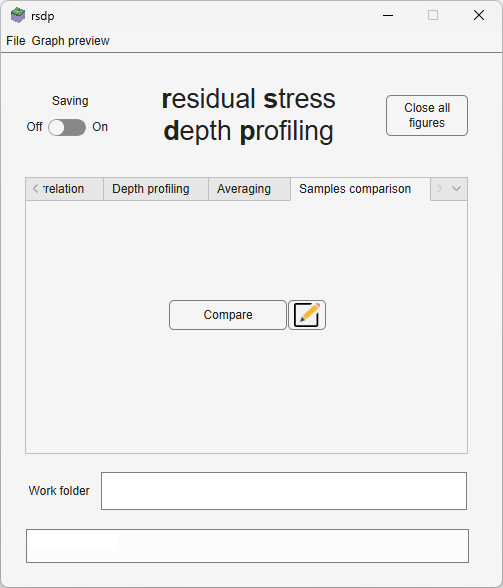 rsdp
File Graph preview
Saving
Off On
residual stress
depth profiling
Close all
figures
rrelation Depth profiling Averaging Samples comparison
Compare
Work folder